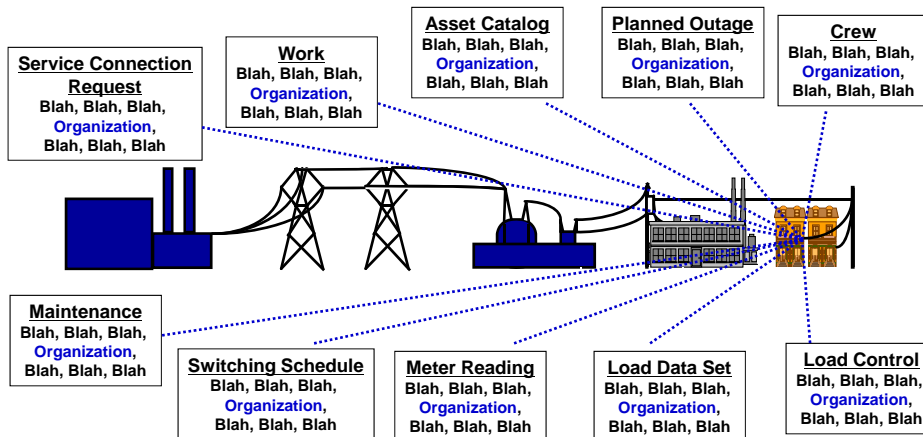 Service Connection
Request
Blah, Blah, Blah,
Organization,
Blah, Blah, Blah
Work
Blah, Blah, Blah,
Organization,
Blah, Blah, Blah
Asset Catalog
Blah, Blah, Blah,
Organization,
Blah, Blah, Blah
Planned Outage
Blah, Blah, Blah,
Organization,
Blah, Blah, Blah
Crew
Blah, Blah, Blah,
Organization,
Blah, Blah, Blah
Maintenance
Blah, Blah, Blah,
Organization,
Blah, Blah, Blah
Switching Schedule
Blah, Blah, Blah,
Organization,
Blah, Blah, Blah
Meter Reading
Blah, Blah, Blah,
Organization,
Blah, Blah, Blah
Load Data Set
Blah, Blah, Blah,
Organization,
Blah, Blah, Blah
Load Control
Blah, Blah, Blah,
Organization,
Blah, Blah, Blah